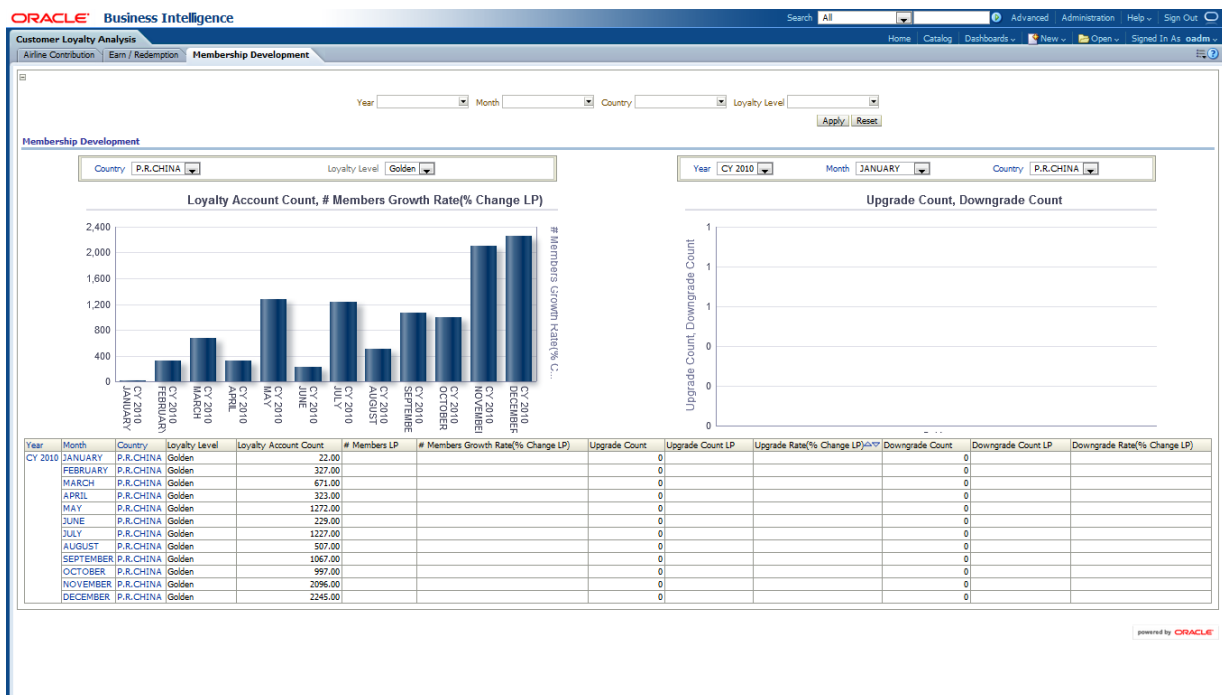 ORACLE Business Intelligence
Search All Advanced Administration Help Sign Out
Customer Loyalty Analysis
Home Catalog Dashboards New Open Signed In As oadm
Airline Contribution Earn / Redemption Membership Development
Year Month Country Loyalty Level
Apply Reset
Membership Development
Country P.R.CHINA Loyalty Level Golden
Year CY 2010 Month JANUARY Country P.R.CHINA
Loyalty Account Count, # Members Growth Rate(% Change LP)
2,400
2,000
1,600
1,200
800
400
0
CY 2010 JANUARY
CY 2010 FEBRUARY
CY 2010 MARCH
CY 2010 APRIL
CY 2010 MAY
CY 2010 JUNE
CY 2010 JULY
CY 2010 AUGUST
CY 2010 SEPTEMBE
CY 2010 OCTOBER
CY 2010 NOVEMBEI
CY 2010 DECEMBER
# Members Growth Rate(% C...
Upgrade Count, Downgrade Count
Upgrade Count, Downgrade Count
1
1
1
0
0
0
Year Month Country Loyalty Level Loyalty Account Count # Members LP # Members Growth Rate(% Change LP) Upgrade Count Upgrade Count LP Upgrade Rate(% Change LP) Downgrade Count Downgrade Count LP Downgrade Rate(% Change LP)
CY 2010 JANUARY P.R.CHINA Golden 22.00 0 0
FEBRUARY P.R.CHINA Golden 327.00 0 0
MARCH P.R.CHINA Golden 671.00 0 0
APRIL P.R.CHINA Golden 323.00 0 0
MAY P.R.CHINA Golden 1272.00 0 0
JUNE P.R.CHINA Golden 229.00 0 0
JULY P.R.CHINA Golden 1227.00 0 0
AUGUST P.R.CHINA Golden 507.00 0 0
SEPTEMBER P.R.CHINA Golden 1067.00 0 0
OCTOBER P.R.CHINA Golden 997.00 0 0
NOVEMBER P.R.CHINA Golden 2096.00 0 0
DECEMBER P.R.CHINA Golden 2245.00 0 0
powered by ORACLE